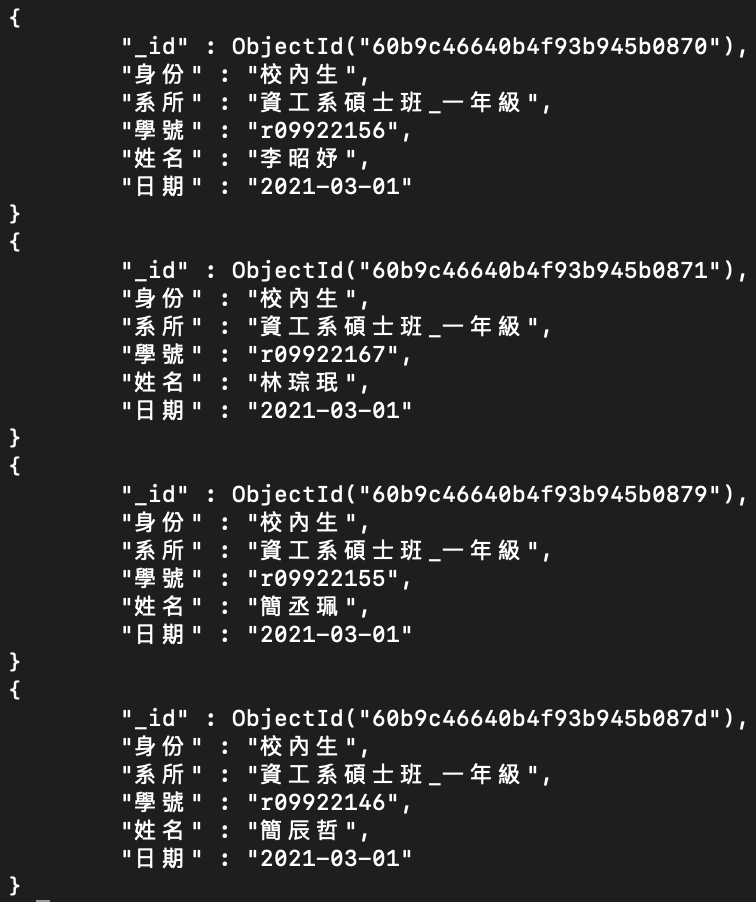 {
"_id" : ObjectId("60b9c46640b4f93b945b0870"),
"身份" : "校內生",
"系所" : "資工系碩士班_一年級",
"學號" : "r09922156",
"姓名" : "李昭妤",
"日期" : "2021-03-01"
}
{
"_id" : ObjectId("60b9c46640b4f93b945b0871"),
"身份" : "校內生",
"系所" : "資工系碩士班_一年級",
"學號" : "r09922167",
"姓名" : "林琮珉",
"日期" : "2021-03-01"
}
{
"_id" : ObjectId("60b9c46640b4f93b945b0879"),
"身份" : "校內生",
"系所" : "資工系碩士班_一年級",
"學號" : "r09922155",
"姓名" : "簡丞珮",
"日期" : "2021-03-01"
}
{
"_id" : ObjectId("60b9c46640b4f93b945b087d"),
"身份" : "校內生",
"系所" : "資工系碩士班_一年級",
"學號" : "r09922146",
"姓名" : "簡辰哲",
"日期" : "2021-03-01"
}